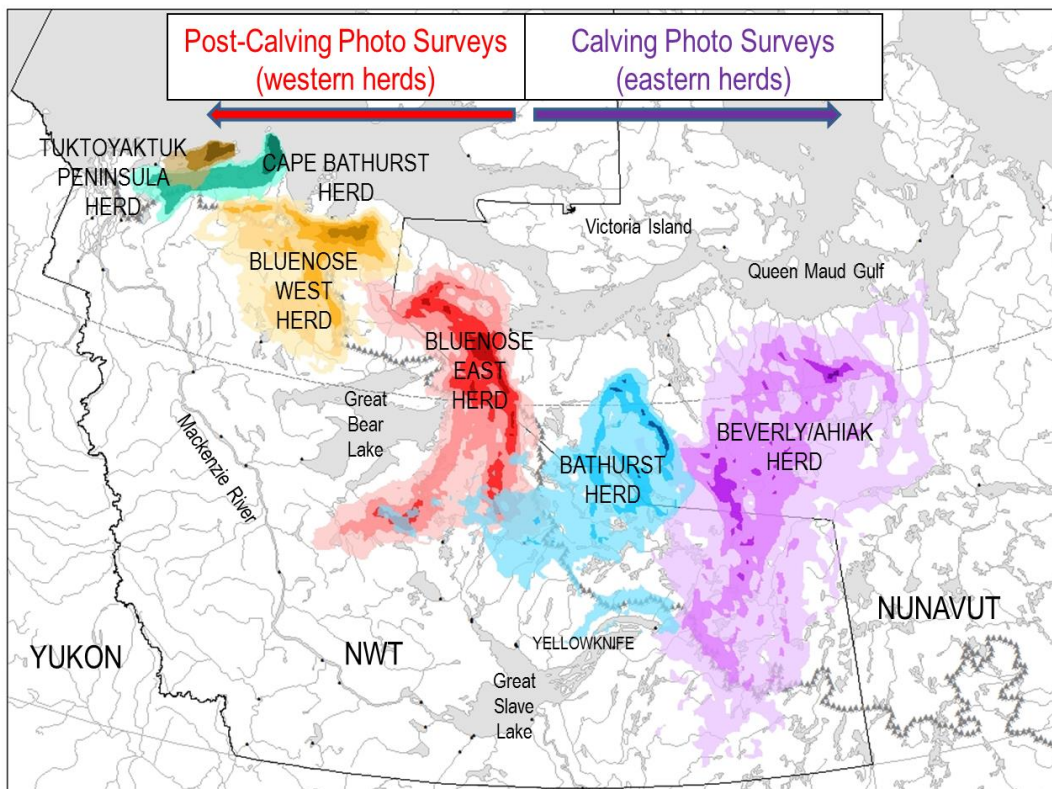 Post-Calving Photo Surveys
(western herds)
Calving Photo Surveys
(eastern herds)
TUKTOYAKTUK
PENINSULA
HERD
CAPE BATHURST
HERD
Victoria Island
BLUENOSE
WEST
HERD
Queen Maud Gulf
BLUENOSE
EAST
HERD
Great
Bear
Lake
Mackenzie River
BATHURST
HERD
BEVERLY/AHIAK
HERD
YUKON
NWT
YELLOWKNIFE
NUNAVUT
Great
Slave
Lake